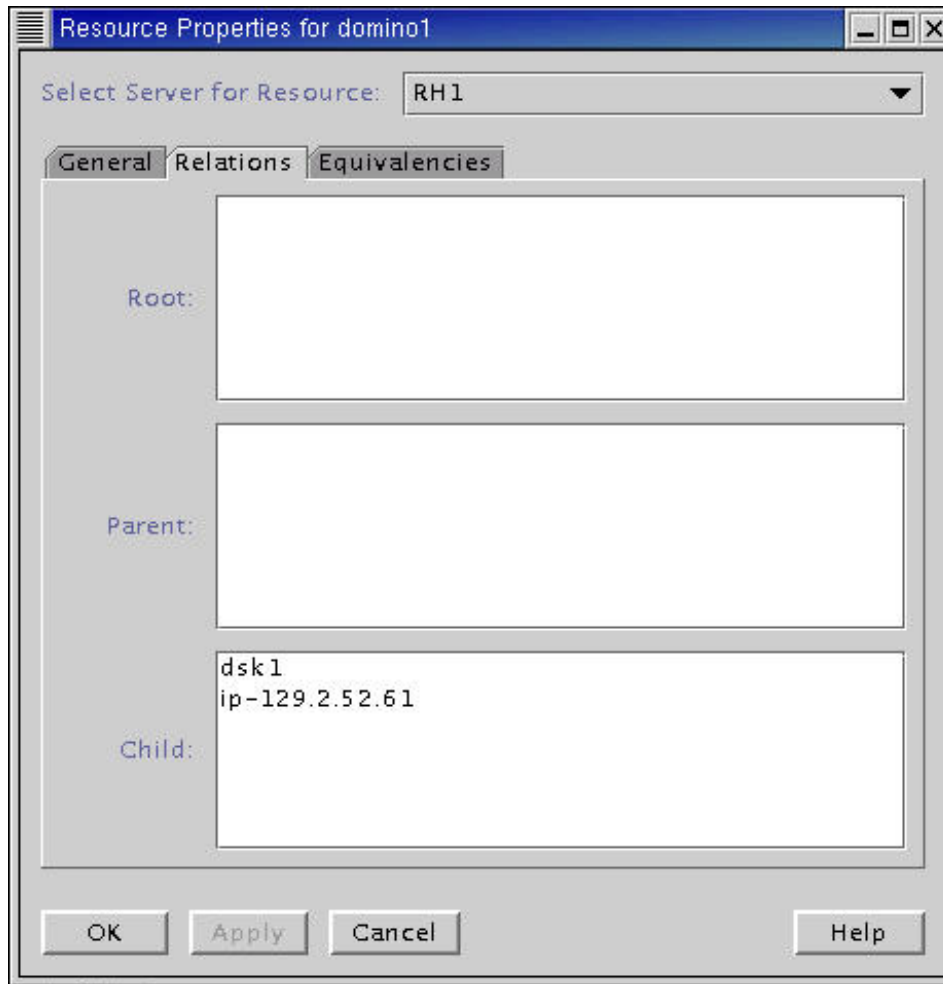 Resource Properties for domino1
Select Server for Resource: RH1
General Relations Equivalencies
Root:
Parent:
dsk1
ip-129.2.52.61
Child:
OK Apply Cancel Help